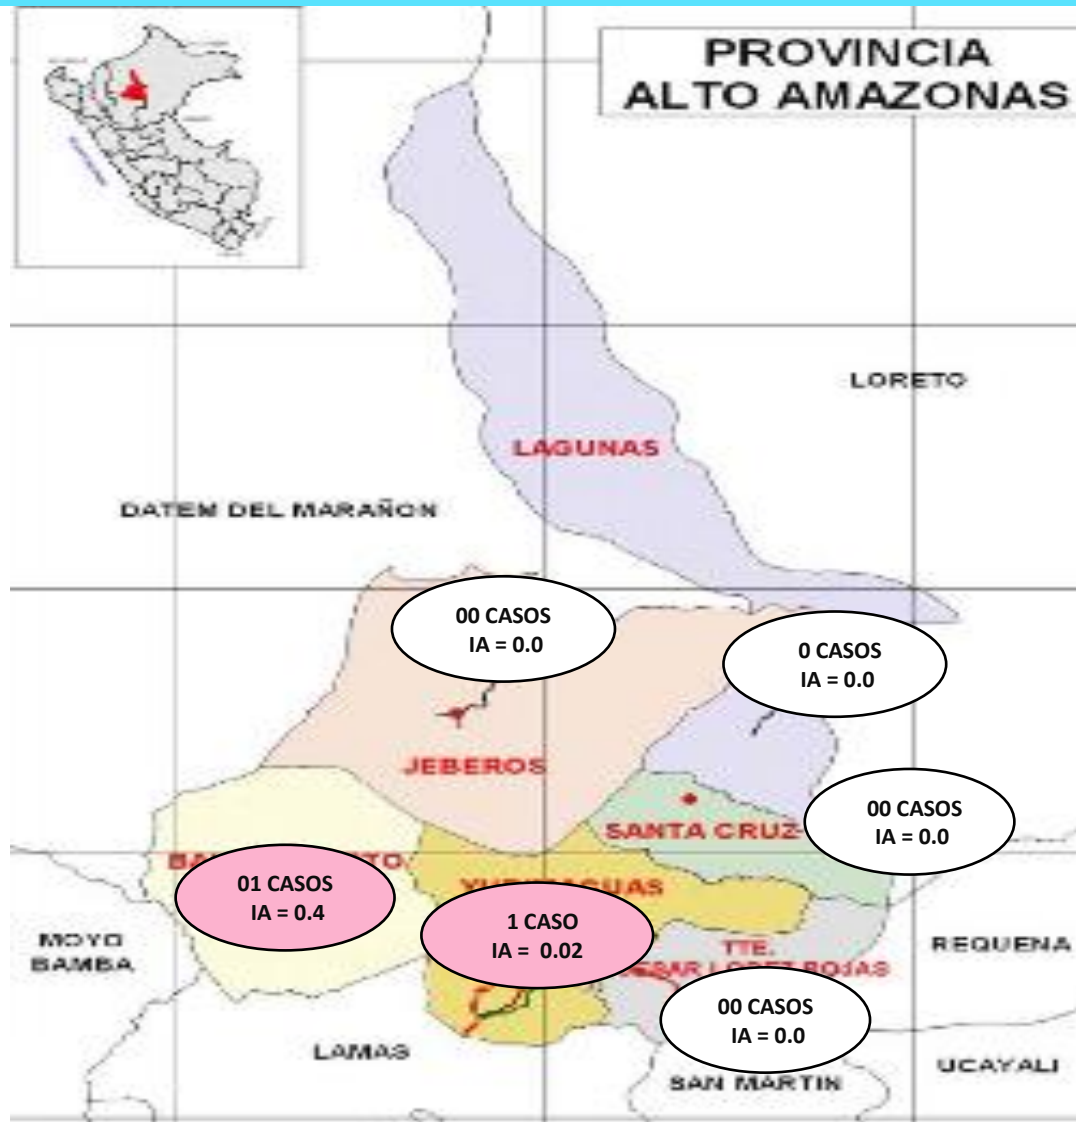 PROVINCIA
ALTO AMAZONAS
LORETO
LAGUNAS
DATEM DEL MARAÑON
00 CASOS
IA = 0.0
0 CASOS
IA = 0.0
JEBEROS
00 CASOS
IA = 0.0
SANTA CRUZ
01 CASOS
IA = 0.4
1 CASO
IA = 0.02
MOYO
BAMBA
TTE.
LOPEZ ROJAS
REQUENA
00 CASOS
IA = 0.0
LAMAS
SAN MARTIN
UCAYALI